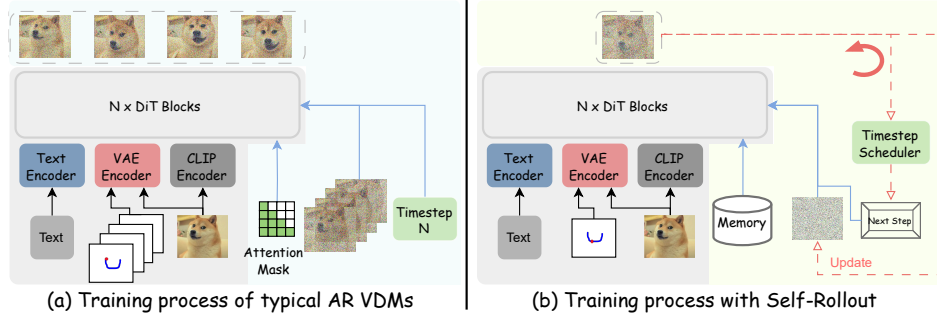 N x DiT Blocks
Text
Encoder
VAE
Encoder
CLIP
Encoder
Text
Attention
Mask
Timestep
N
(a) Training process of typical AR VDMs
N x DiT Blocks
Text
Encoder
VAE
Encoder
CLIP
Encoder
Text
Memory
Timestep
Scheduler
Next Step
Update
(b) Training process with Self-Rollout